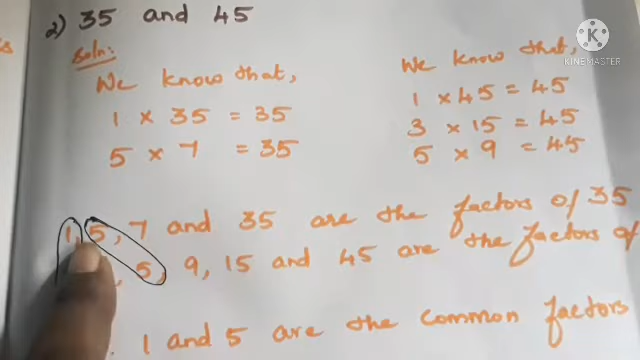 2) 35 and 45
Soln:
We know that,
1 × 35 = 35
5 × 7 = 35
We know that,
1 × 45 = 45
3 × 15 = 45
5 × 9 = 45
1, 5, 7 and 35 are the factors of 35
, 5, 9, 15 and 45 are the factors of
1 and 5 are the common factors
KINEMASTER